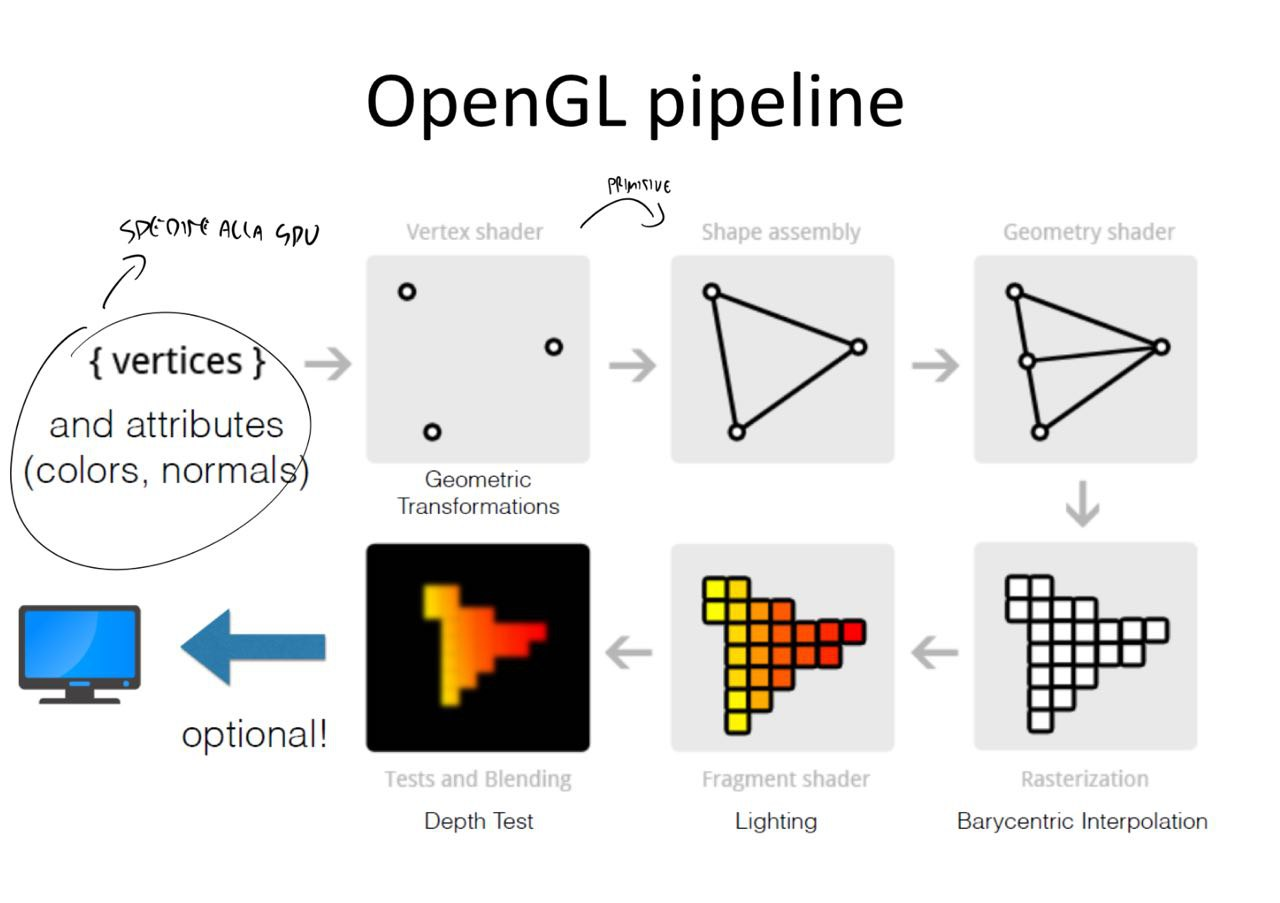 OpenGL pipeline
PRIMITIVE
SPEDITE ALLA GPU
Vertex shader
Shape assembly
Geometry shader
{ vertices }
and attributes
(colors, normals)
Geometric
Transformations
optional!
Tests and Blending
Fragment shader
Rasterization
Depth Test
Lighting
Barycentric Interpolation